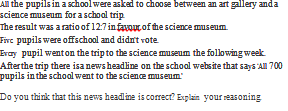 All the pupils in a school were asked to choose between an art gallery and a
science museum for a school trip.
The result was a ratio of 12:7 in favour of the science museum.
Five pupils were off school and didn't vote.
Every pupil went on the trip to the science museum the following week.
After the trip there is a news headline on the school website that says 'All 700
pupils in the school went to the science museum.'
Do you think that this news headline is correct? Explain your reasoning.